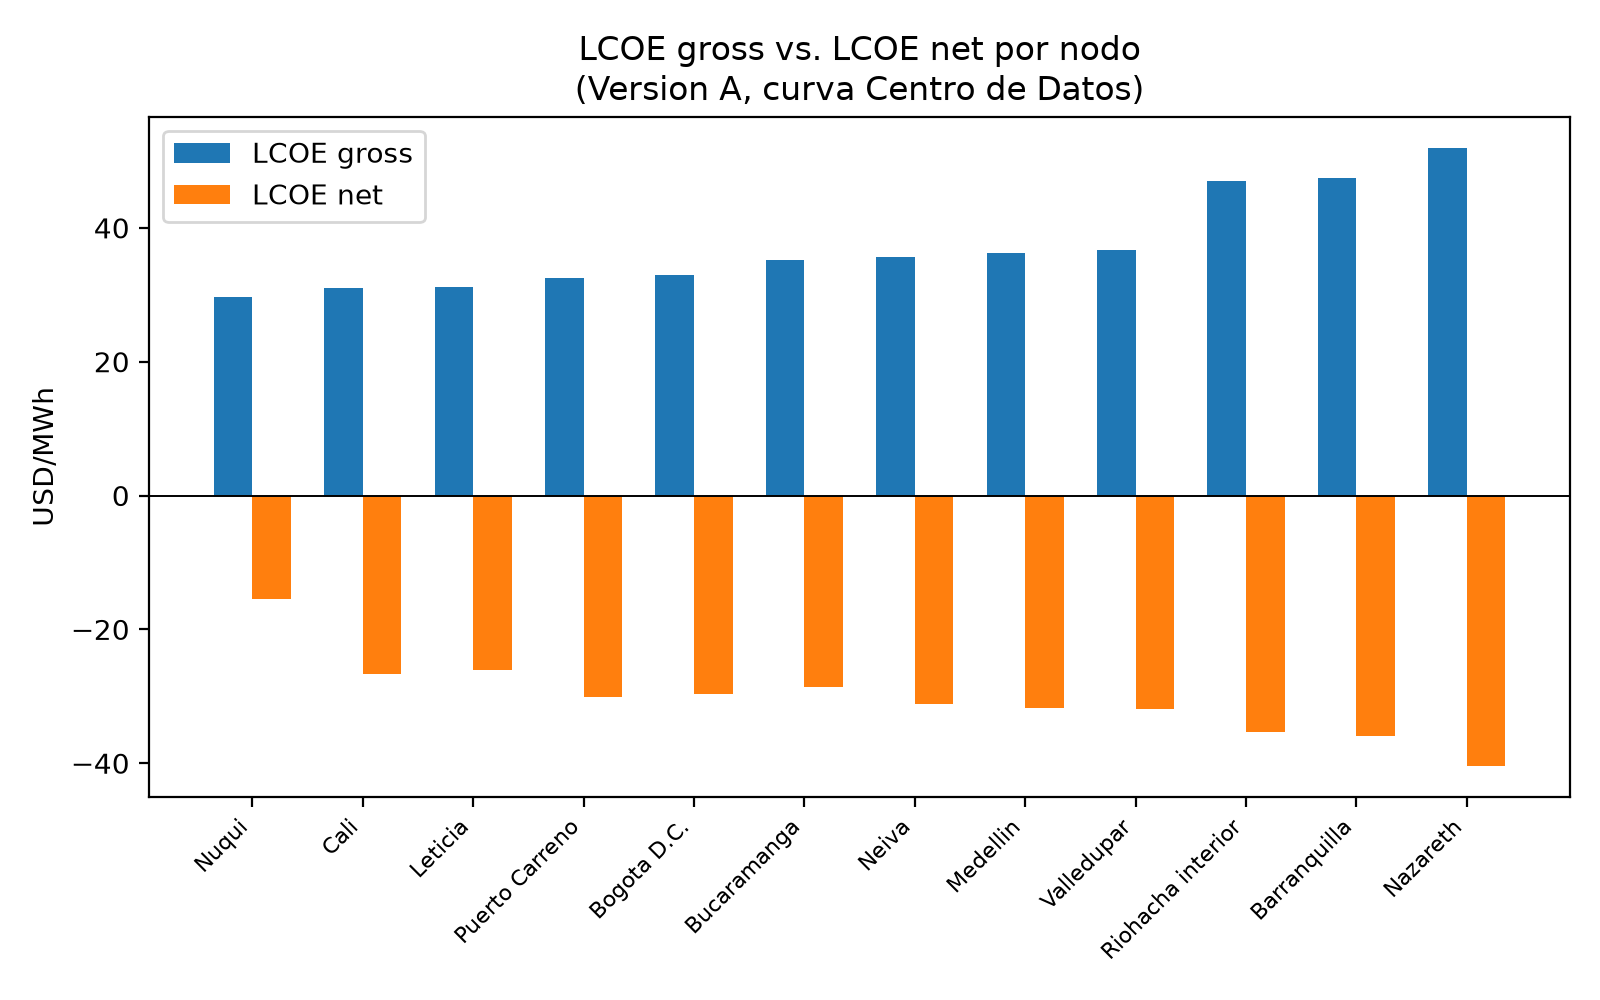 LCOE gross vs. LCOE net por nodo
(Version A, curva Centro de Datos)
LCOE gross
LCOE net
USD/MWh
40
20
0
−20
−40
Nuqui
Cali
Leticia
Puerto Carreno
Bogota D.C.
Bucaramanga
Neiva
Medellin
Valledupar
Riohacha interior
Barranquilla
Nazareth